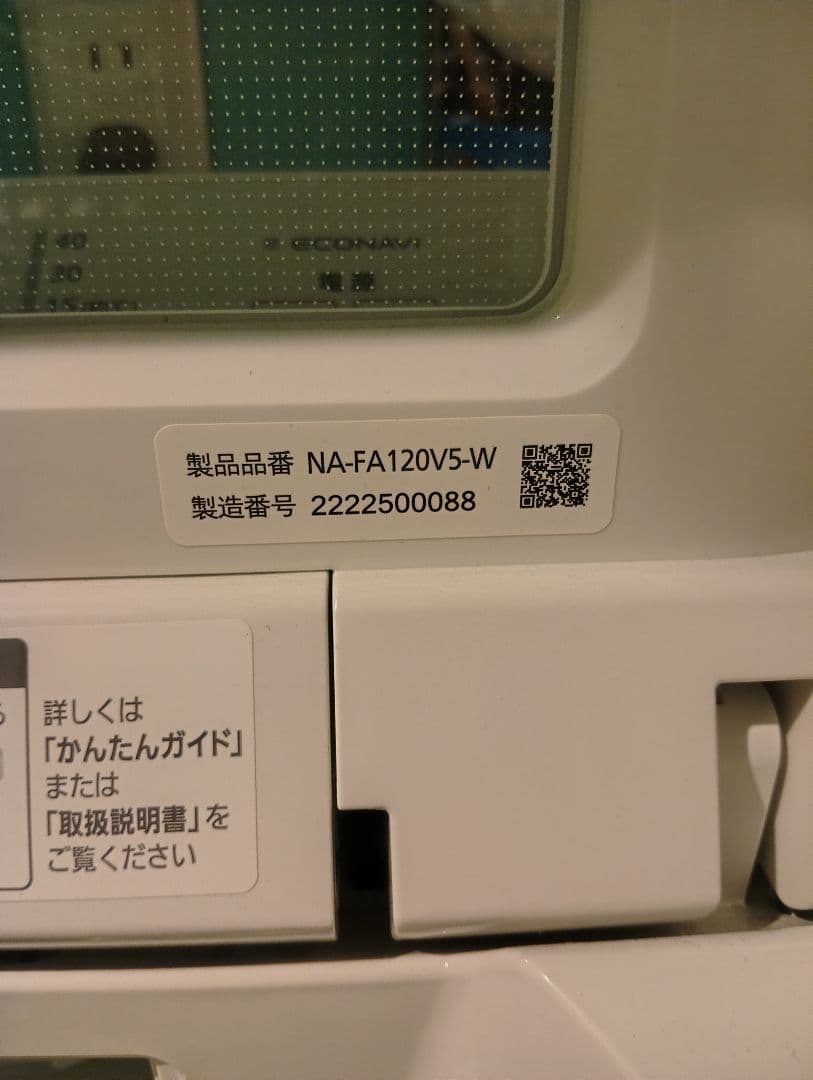 40
30
ECONAVI
製品品番 NA-FA120V5-W
製造番号 2222500088
詳しくは
「かんたんガイド」
または
「取扱説明書」を
ご覧ください